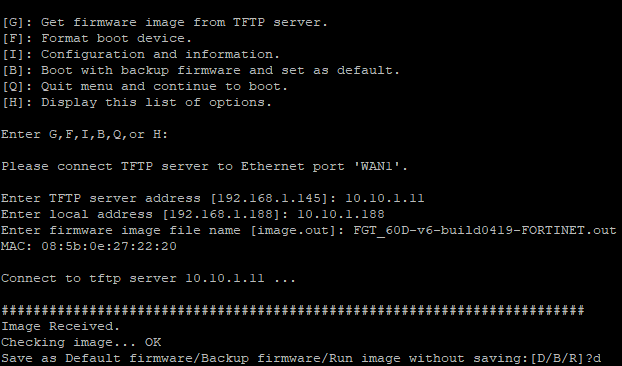 [G]: Get firmware image from TFTP server.
[F]: Format boot device.
[I]: Configuration and information.
[B]: Boot with backup firmware and set as default.
[Q]: Quit menu and continue to boot.
[H]: Display this list of options.
Enter G,F,I,B,Q,or H:
Please connect TFTP server to Ethernet port 'WAN1'.
Enter TFTP server address [192.168.1.145]: 10.10.1.11
Enter local address [192.168.1.188]: 10.10.1.188
Enter firmware image file name [image.out]: FGT_60D-v6-build0419-FORTINET.out
MAC: 08:5b:0e:27:22:20
Connect to tftp server 10.10.1.11 ...
#########################################################################
Image Received.
Checking image... OK
Save as Default firmware/Backup firmware/Run image without saving:[D/B/R]?d